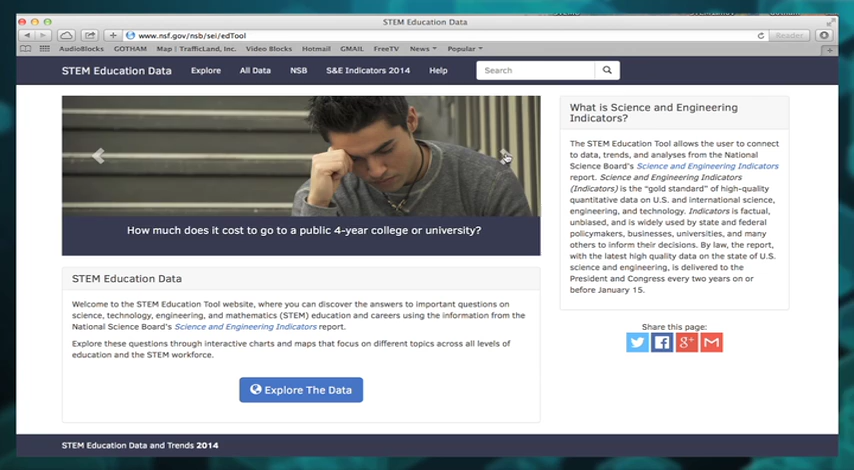 STEM Education Data
www.nsf.gov/nsb/sei/edTool
Reader
AudioBlocks GOTHAM Map | TrafficLand, Inc. Video Blocks Hotmail GMAIL FreeTV News Popular
STEM Education Data Explore All Data NSB S&E Indicators 2014 Help Search
How much does it cost to go to a public 4-year college or university?
STEM Education Data
Welcome to the STEM Education Tool website, where you can discover the answers to important questions on
science, technology, engineering, and mathematics (STEM) education and careers using the information from the
National Science Board's Science and Engineering Indicators report.
Explore these questions through interactive charts and maps that focus on different topics across all levels of
education and the STEM workforce.
Explore The Data
What is Science and Engineering
Indicators?
The STEM Education Tool allows the user to connect
to data, trends, and analyses from the National
Science Board's Science and Engineering Indicators
report. Science and Engineering Indicators
(Indicators) is the "gold standard" of high-quality
quantitative data on U.S. and international science,
engineering, and technology. Indicators is factual,
unbiased, and is widely used by state and federal
policymakers, businesses, universities, and many
others to inform their decisions. By law, the report,
with the latest high quality data on the state of U.S.
science and engineering, is delivered to the
President and Congress every two years on or
before January 15.
Share this page:
STEM Education Data and Trends 2014